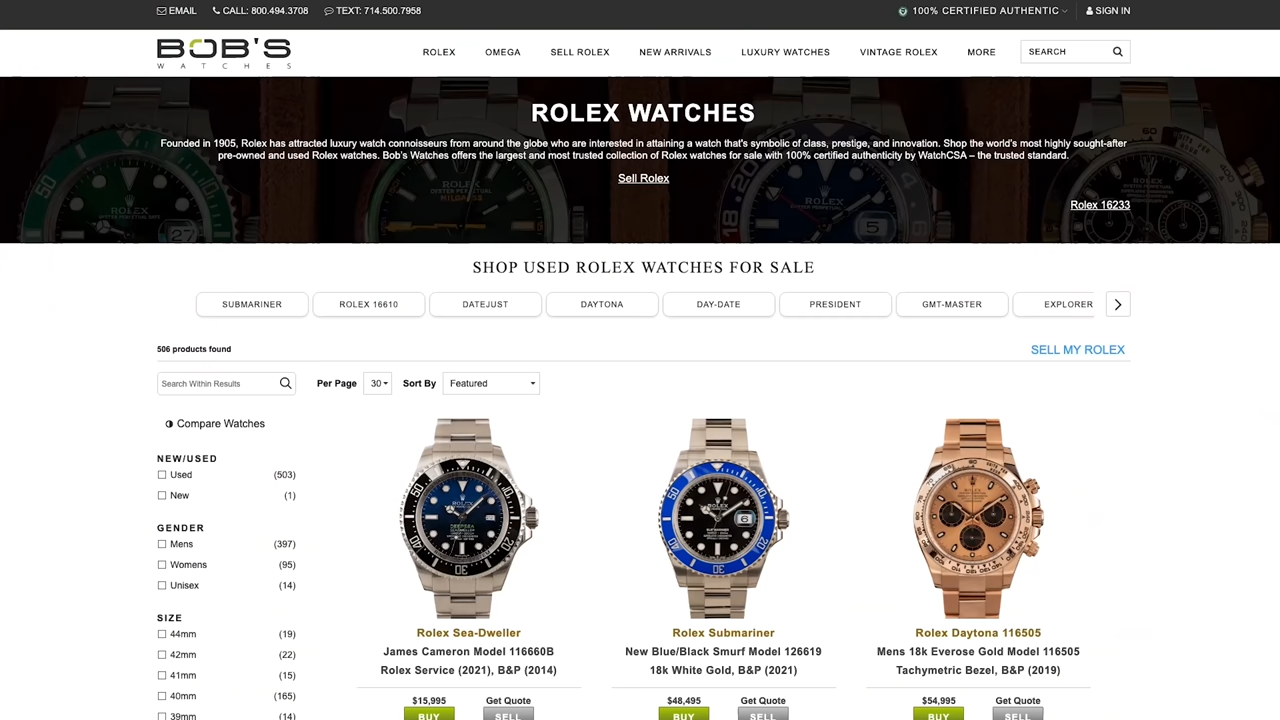 EMAIL CALL: 800.494.3708 TEXT: 714.500.7958 100% CERTIFIED AUTHENTIC SIGN IN
BOB'S
WATCHES
ROLEX OMEGA SELL ROLEX NEW ARRIVALS LUXURY WATCHES VINTAGE ROLEX MORE SEARCH
ROLEX WATCHES
Founded in 1905, Rolex has attracted luxury watch connoisseurs from around the globe who are interested in attaining a watch that's symbolic of class, prestige, and innovation. Shop the world's most highly sought-after
pre-owned and used Rolex watches. Bob's Watches offers the largest and most trusted collection of Rolex watches for sale with 100% certified authenticity by WatchCSA – the trusted standard.
Sell Rolex
Rolex 16233
SHOP USED ROLEX WATCHES FOR SALE
SUBMARINER ROLEX 16610 DATEJUST DAYTONA DAY-DATE PRESIDENT GMT-MASTER EXPLORER
506 products found
SELL MY ROLEX
Search Within Results Per Page 30 Sort By Featured
Compare Watches
NEW/USED
Used (503)
New (1)
GENDER
Mens (397)
Womens (95)
Unisex (14)
SIZE
44mm (19)
42mm (22)
41mm (15)
40mm (165)
39mm (14)
Rolex Sea-Dweller
James Cameron Model 116660B
Rolex Service (2021), B&P (2014)
$15,995 Get Quote
BUY SELL
Rolex Submariner
New Blue/Black Smurf Model 126619
18k White Gold, B&P (2021)
$48,495 Get Quote
BUY SELL
Rolex Daytona 116505
Mens 18k Everose Gold Model 116505
Tachymetric Bezel, B&P (2019)
$54,995 Get Quote
BUY SELL